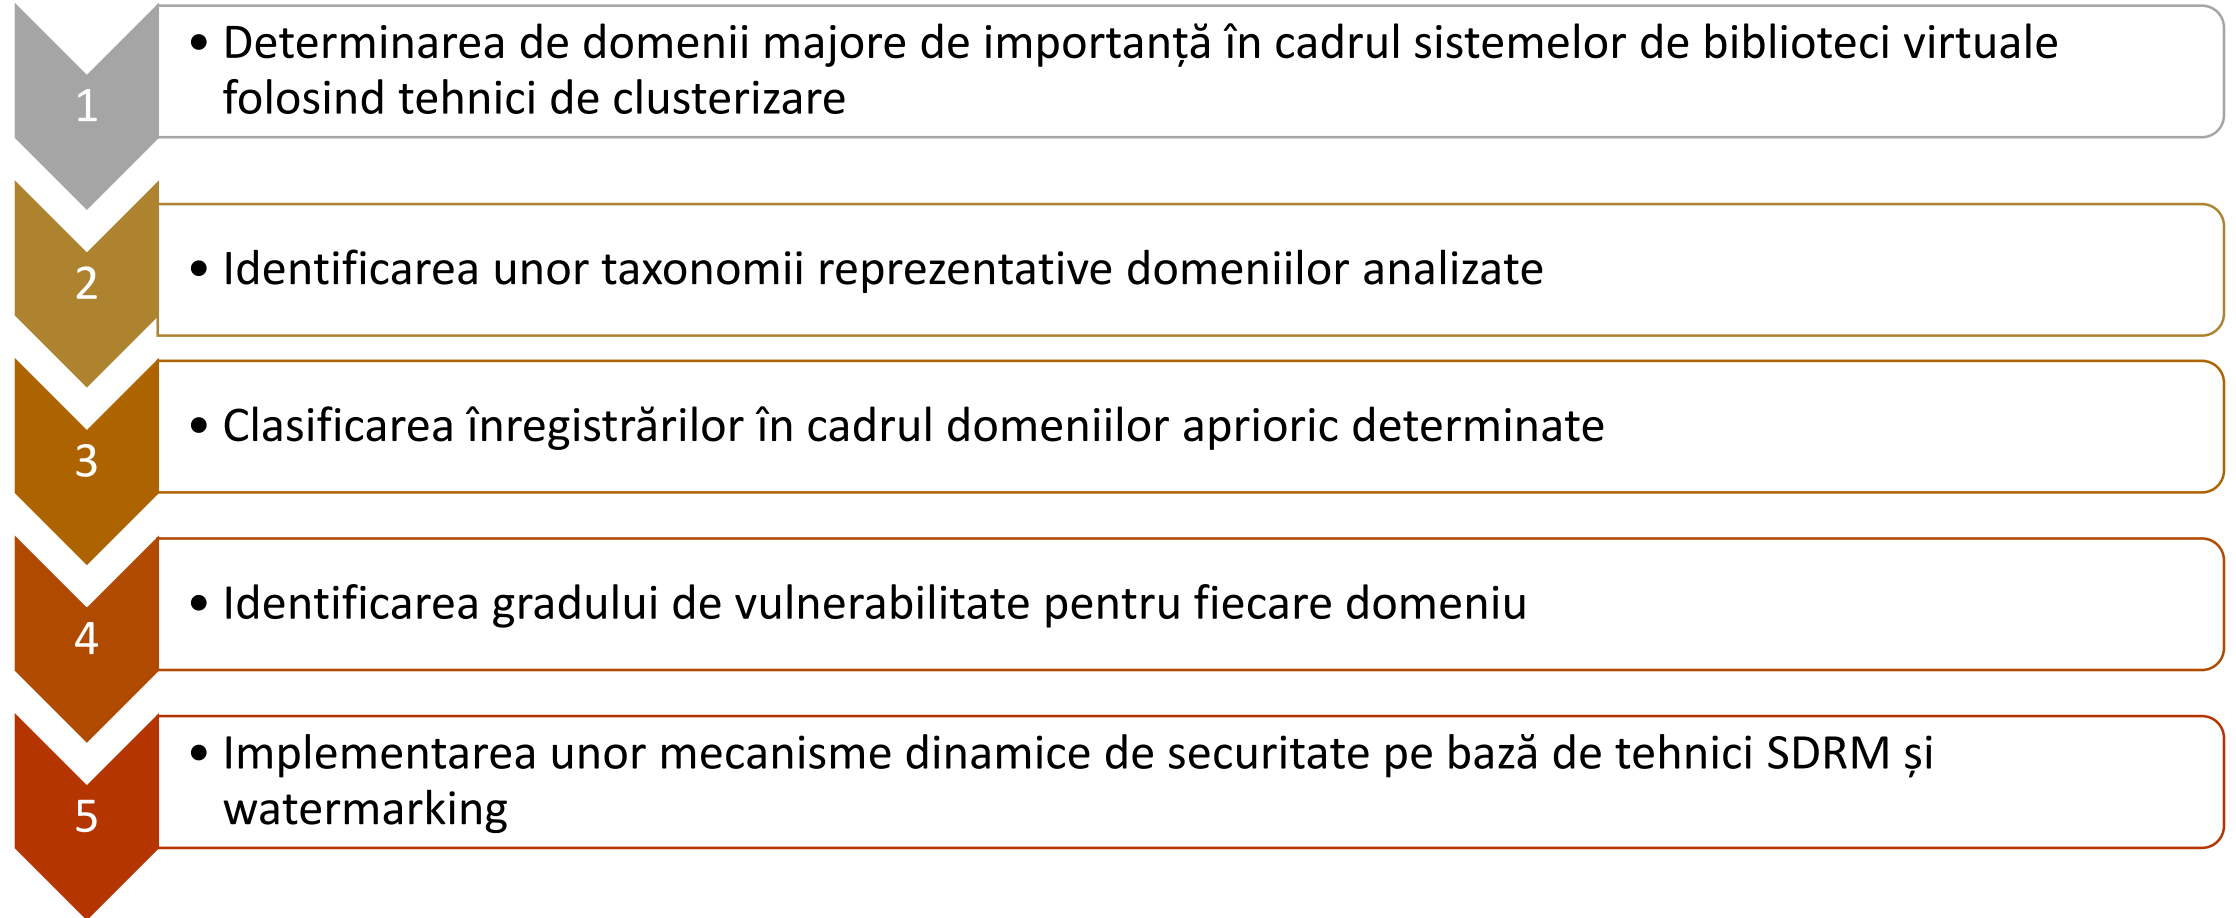 1
• Determinarea de domenii majore de importanță în cadrul sistemelor de biblioteci virtuale
folosind tehnici de clusterizare
2
• Identificarea unor taxonomii reprezentative domeniilor analizate
3
• Clasificarea înregistrărilor în cadrul domeniilor aprioric determinate
4
• Identificarea gradului de vulnerabilitate pentru fiecare domeniu
5
• Implementarea unor mecanisme dinamice de securitate pe bază de tehnici SDRM și
watermarking